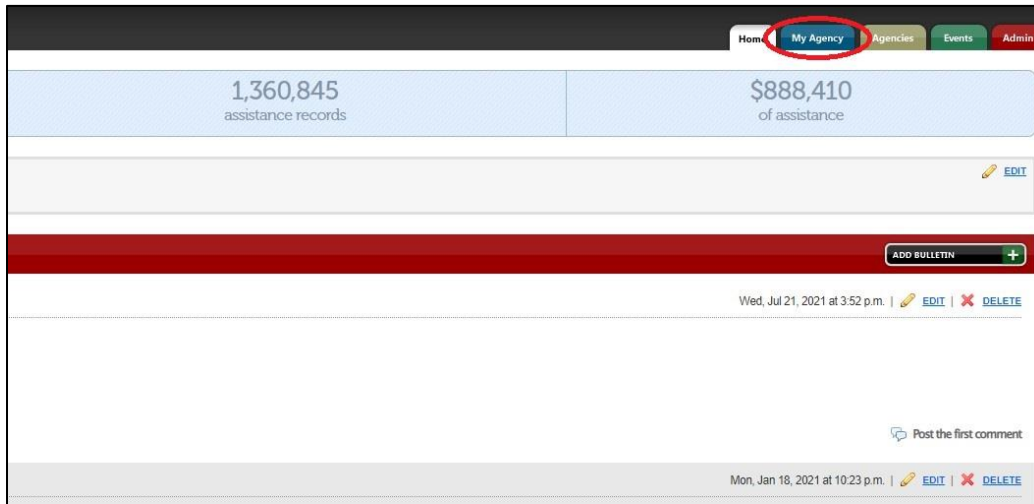 Home My Agency Agencies Events Admin
1,360,845 $888,410
assistance records of assistance
EDIT
ADD BULLETIN +
Wed, Jul 21, 2021 at 3:52 p.m. | EDIT | DELETE
Post the first comment
Mon, Jan 18, 2021 at 10:23 p.m. | EDIT | DELETE